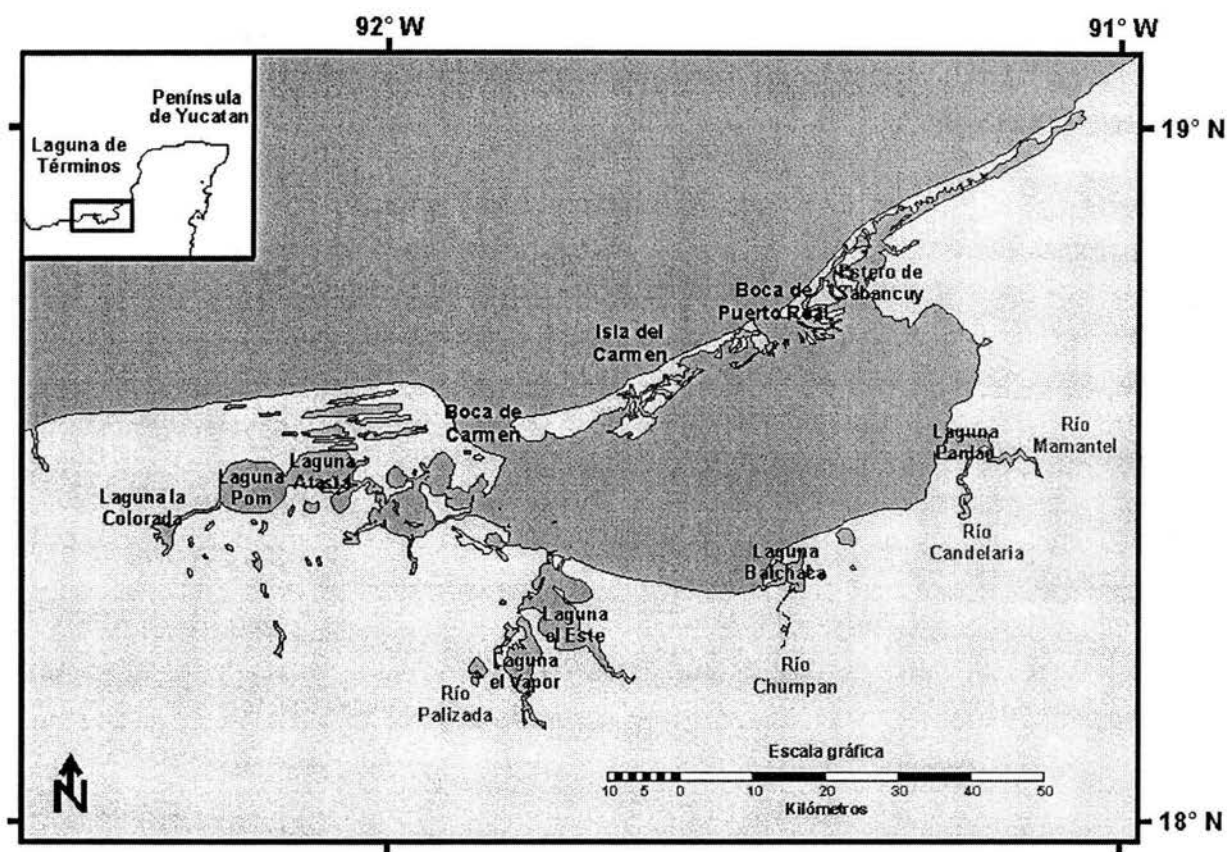 92° W
91° W
Península
de Yucatan
Laguna de
Términos
19° N
Estero de
Sabancuy
Boca de
Puerto Real
Isla del
Carmen
Boca de
Carmen
Laguna
Panlau
Río
Mamantel
Laguna
Atasta
Laguna
Pom
Laguna la
Colorada
Río
Candelaria
Laguna
Balchaca
Laguna
el Este
Laguna
el Vapor
Río
Palizada
Río
Chumpan
Escala gráfica
10 5 0 10 20 30 40 50
Kilómetros
N
18° N